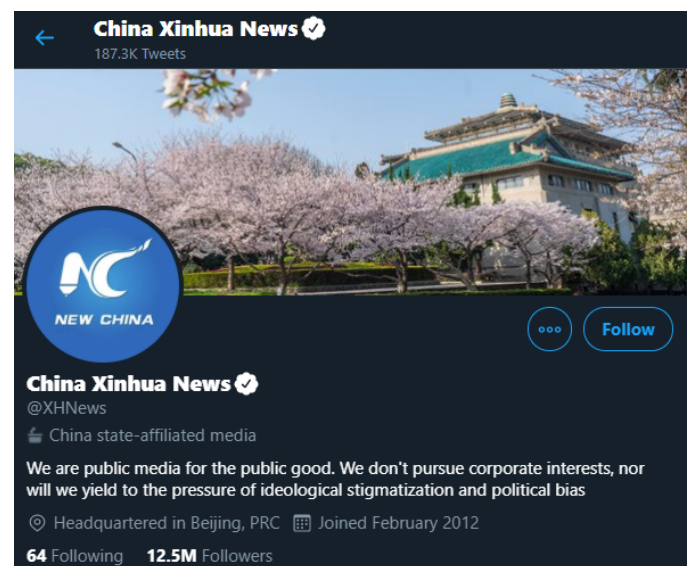 China Xinhua News
187.3K Tweets
NC
NEW CHINA
Follow
China Xinhua News
@XHNews
China state-affiliated media
We are public media for the public good. We don't pursue corporate interests, nor
will we yield to the pressure of ideological stigmatization and political bias
Headquartered in Beijing, PRC Joined February 2012
64 Following 12.5M Followers